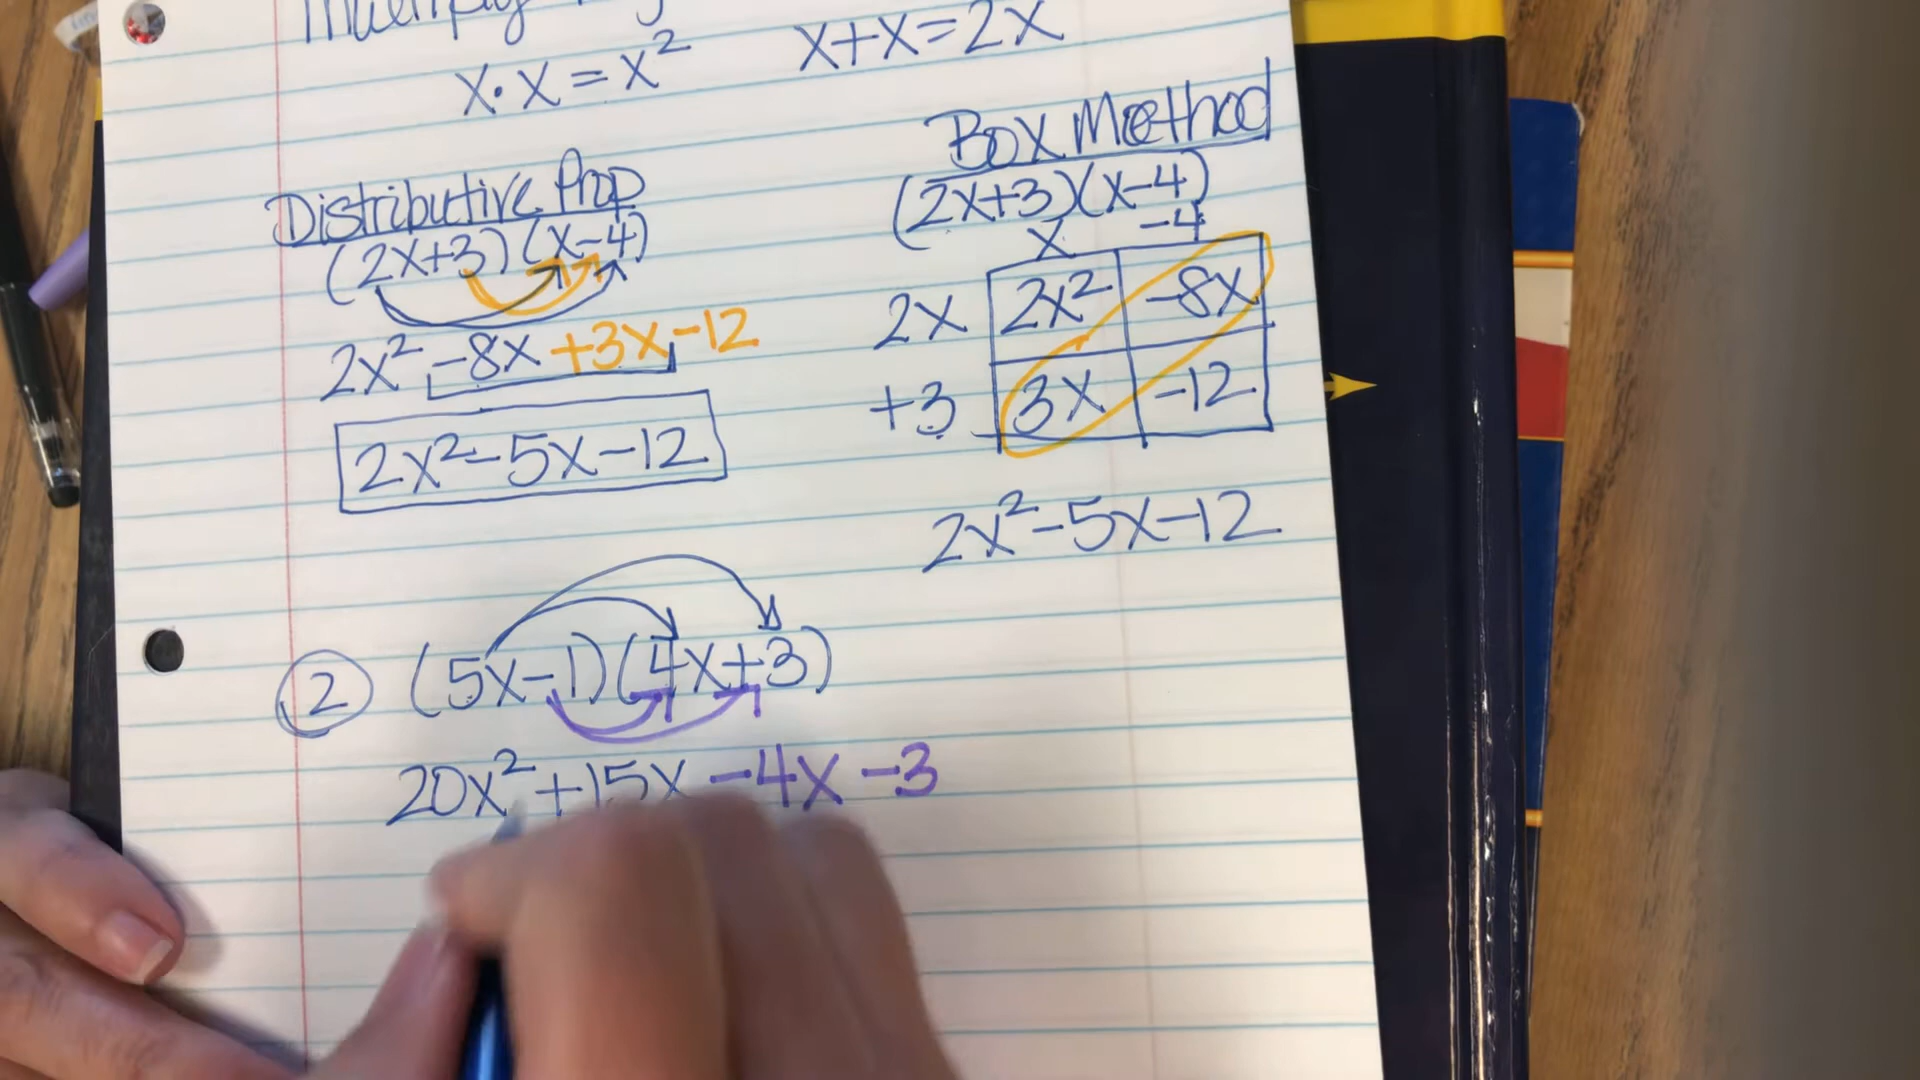 Multiply
x·x=x² x+x=2x
Distributive Prop
(2x+3)(x-4)
2x²-8x+3x-12
2x²-5x-12
Box Method
(2x+3)(x-4)
x -4
2x 2x² -8x
+3 3x -12
2x²-5x-12
2 (5x-1)(4x+3)
20x²+15x-4x-3